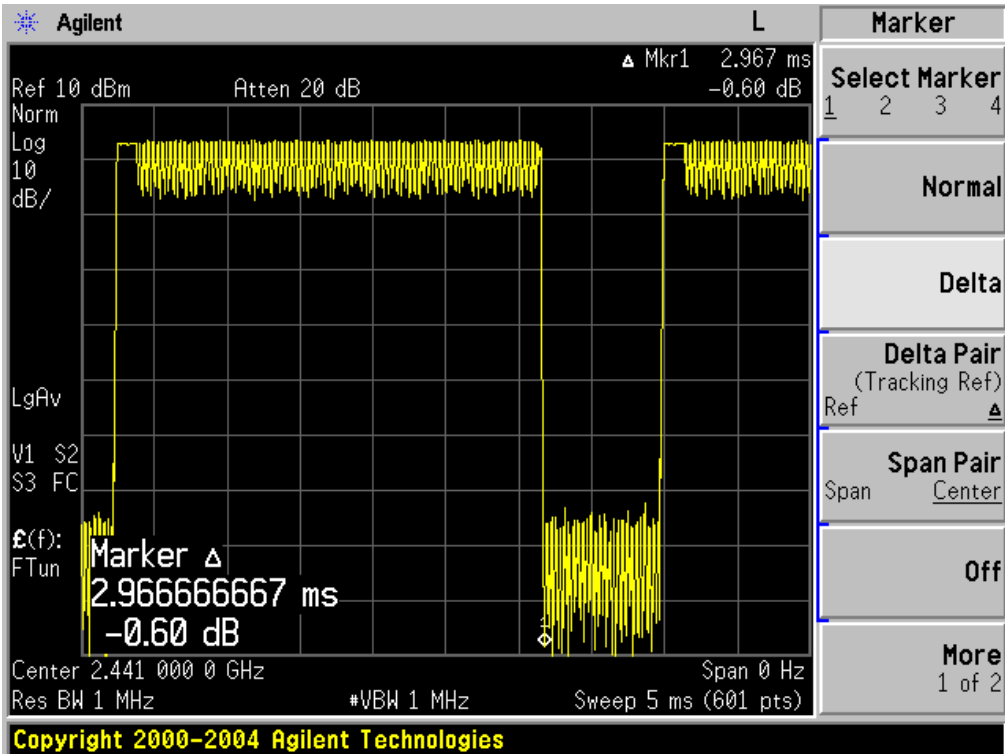 Agilent L
Δ Mkr1 2.967 ms
Ref 10 dBm Atten 20 dB -0.60 dB
Norm
Log
10
dB/
LgAv
V1 S2
S3 FC
£(f):
FTun
Marker Δ
2.966666667 ms
-0.60 dB
1
Center 2.441 000 0 GHz Span 0 Hz
Res BW 1 MHz #VBW 1 MHz Sweep 5 ms (601 pts)
Copyright 2000-2004 Agilent Technologies
Marker
Select Marker
1 2 3 4
Normal
Delta
Delta Pair
(Tracking Ref)
Ref Δ
Span Pair
Span Center
Off
More
1 of 2